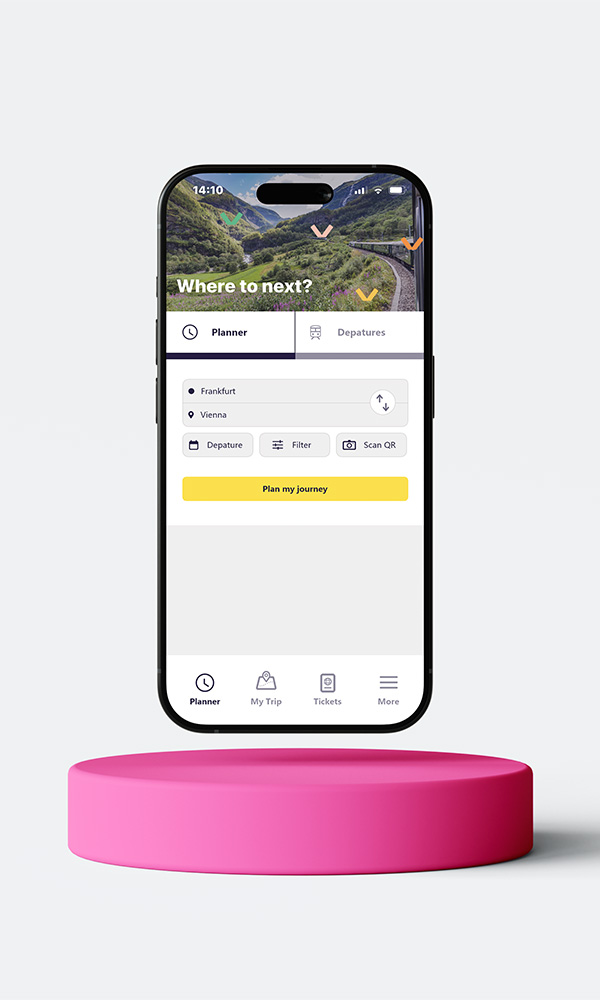 14:10
Where to next?
Planner
Depatures
Frankfurt
Vienna
Depature
Filter
Scan QR
Plan my journey
Planner
My Trip
Tickets
More